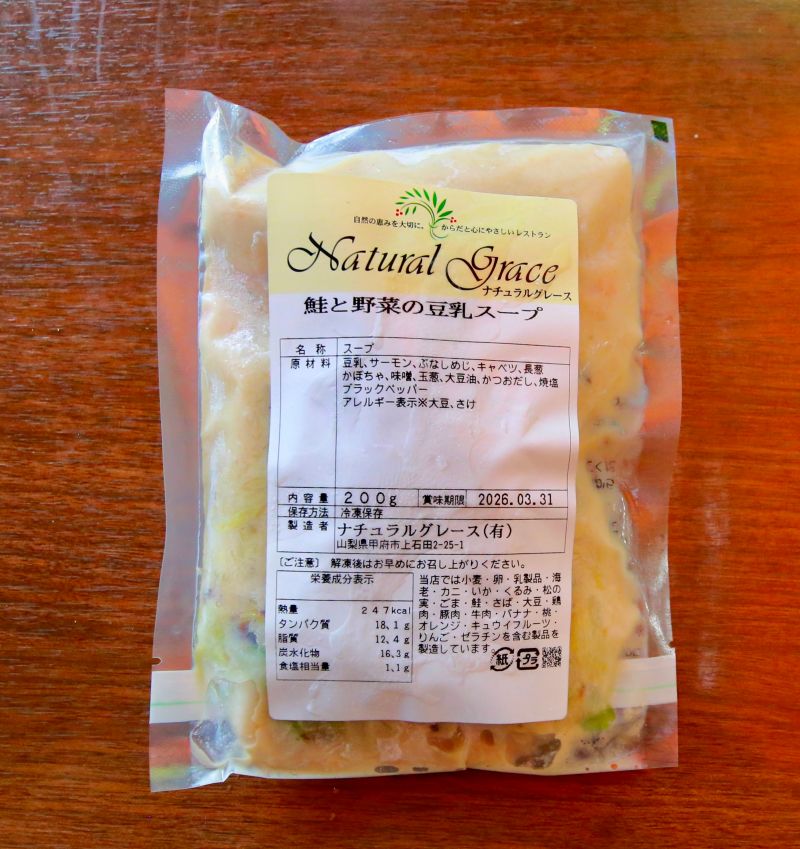 自然の恵みを大切に、からだと心にやさしいレストラン
Natural Grace
ナチュラルグレース
鮭と野菜の豆乳スープ
名称 スープ
原材料 豆乳、サーモン、ぶなしめじ、キャベツ、長葱
かぼちゃ、味噌、玉葱、大豆油、かつおだし、焼塩
ブラックペッパー
アレルギー表示※大豆、さけ
内容量 200g 賞味期限 2026.03.31
保存方法 冷凍保存
製造者 ナチュラルグレース(有)
山梨県甲府市上石田2-25-1
〔ご注意〕 解凍後はお早めにお召し上がりください。
栄養成分表示
熱量 247kcal
タンパク質 18.1g
脂質 12.4g
炭水化物 16.3g
食塩相当量 1.1g
当店では小麦・卵・乳製品・海
老・カニ・いか・くるみ・松の
実・ごま・鮭・さば・大豆・鶏
肉・豚肉・牛肉・バナナ・桃・
オレンジ・キュウイフルーツ・
りんご・ゼラチンを含む製品を
製造しています。
紙 プラ